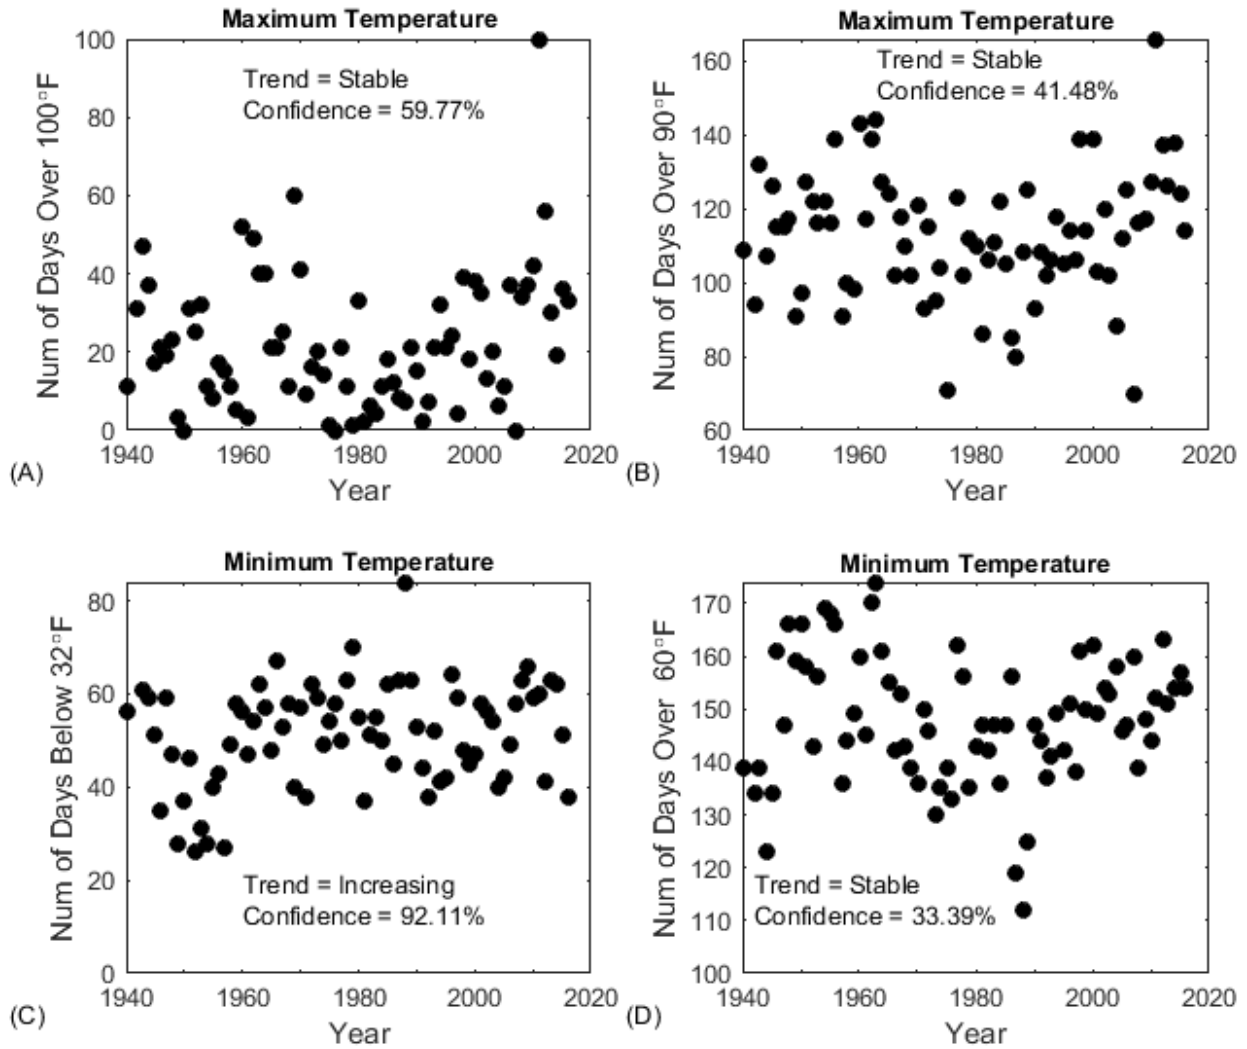 Maximum Temperature
Num of Days Over 100°F
100
80
60
40
20
0
Trend = Stable
Confidence = 59.77%
1940
1960
1980
2000
2020
Year
(A)
Maximum Temperature
Num of Days Over 90°F
160
140
120
100
80
60
Trend = Stable
Confidence = 41.48%
1940
1960
1980
2000
2020
Year
(B)
Minimum Temperature
Num of Days Below 32°F
80
60
40
20
0
Trend = Increasing
Confidence = 92.11%
1940
1960
1980
2000
2020
Year
(C)
Minimum Temperature
Num of Days Over 60°F
170
160
150
140
130
120
110
100
Trend = Stable
Confidence = 33.39%
1940
1960
1980
2000
2020
Year
(D)